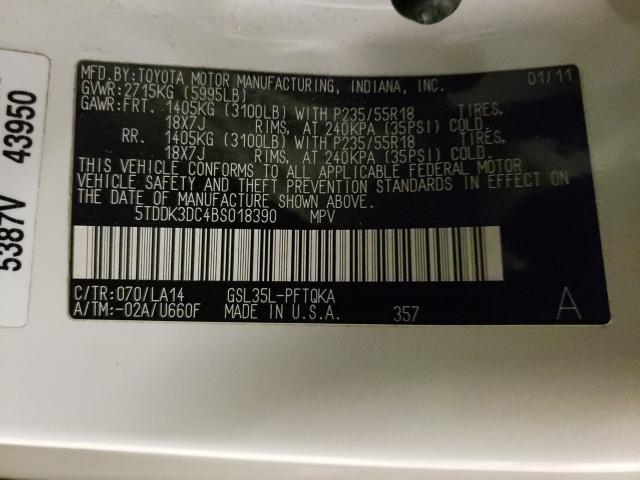 MFD.BY:TOYOTA MOTOR MANUFACTURING, INDIANA, INC. 01/11
GVWR:2715KG (5995LB)
GAWR:FRT. 1405KG (3100LB) WITH P235/55R18 TIRES,
18X7J RIMS, AT 240KPA (35PSI) COLD
RR. 1405KG (3100LB) WITH P235/55R18 TIRES,
18X7J RIMS, AT 240KPA (35PSI) COLD
THIS VEHICLE CONFORMS TO ALL APPLICABLE FEDERAL MOTOR
VEHICLE SAFETY AND THEFT PREVENTION STANDARDS IN EFFECT ON
THE DATE OF MANUFACTURE SHOWN ABOVE.
5TDDK3DC4BS018390 MPV
C/TR:070/LA14 GSL35L-PFTQKA
A/TM:-02A/U660F MADE IN U.S.A. 357 A
5387V 43950